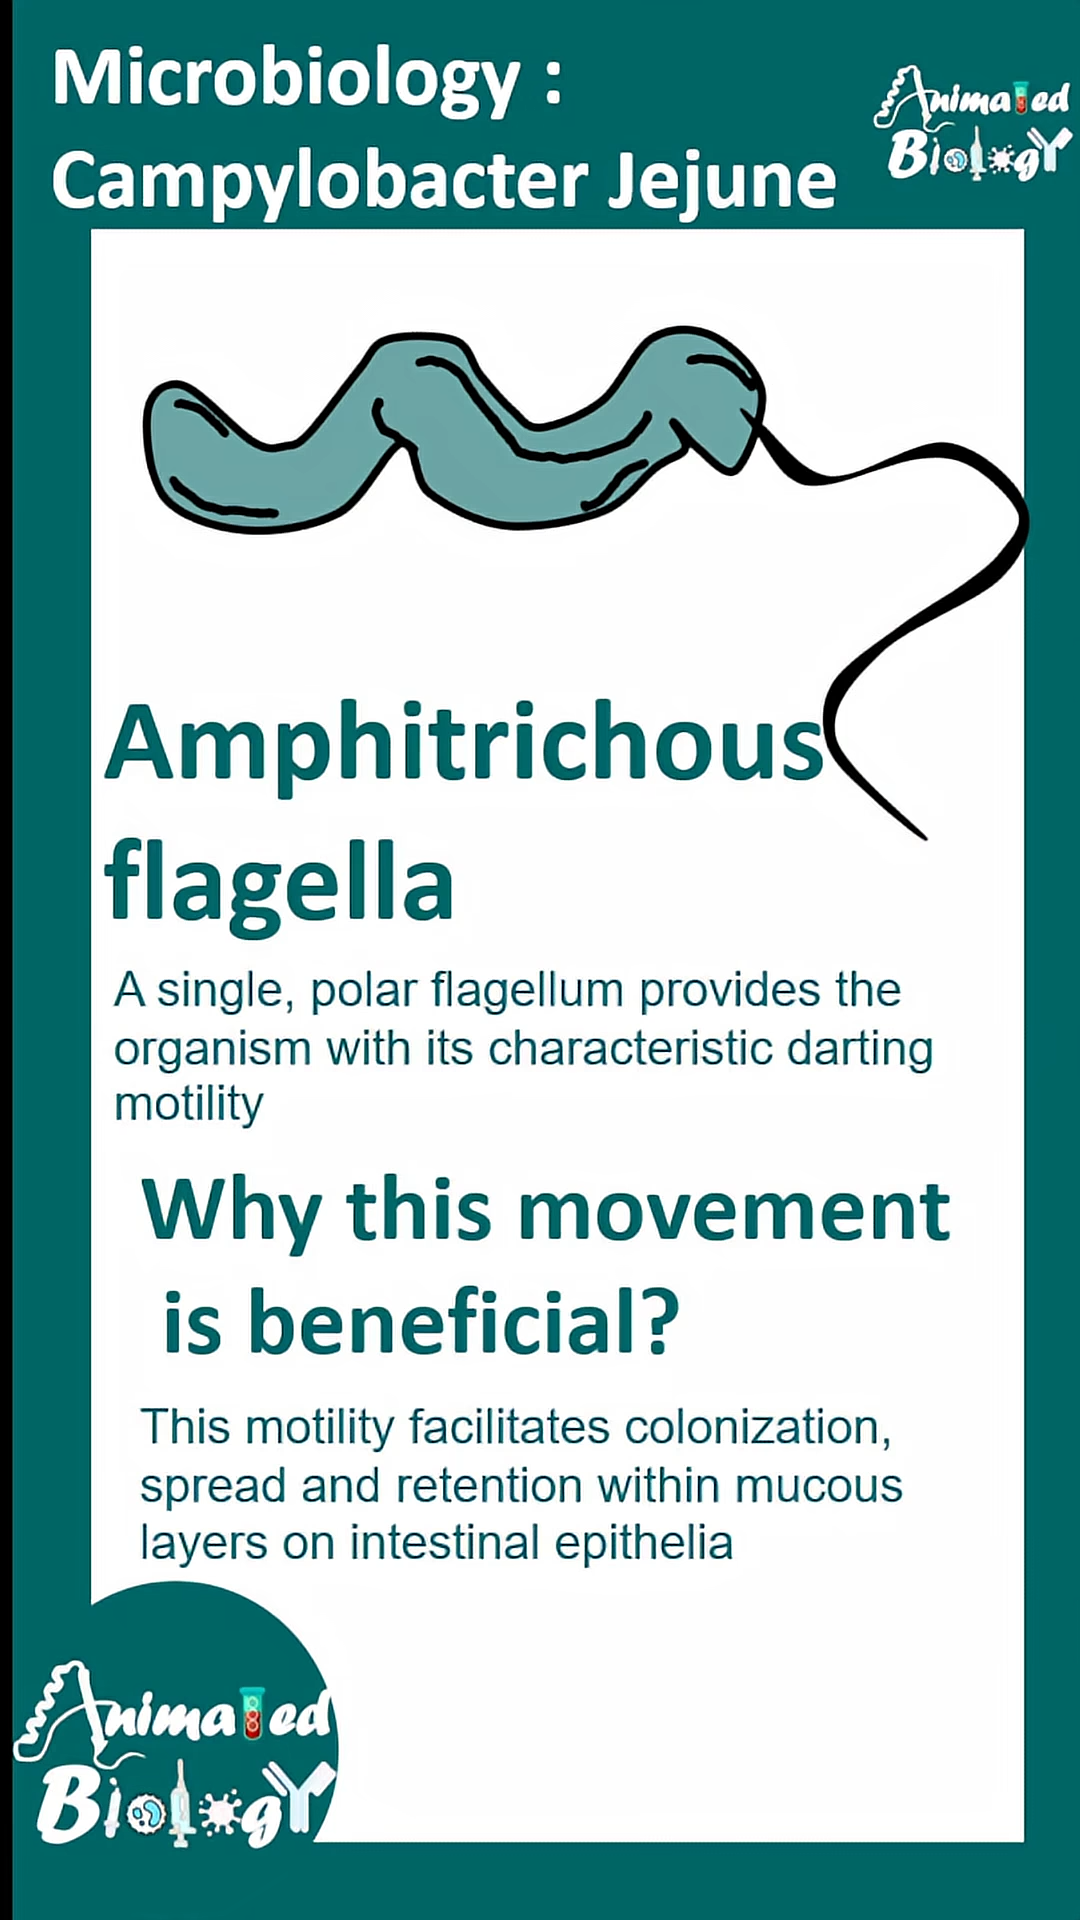 Microbiology :
Campylobacter Jejune
Animated
Biology
Amphitrichous
flagella
A single, polar flagellum provides the
organism with its characteristic darting
motility
Why this movement
is beneficial?
This motility facilitates colonization,
spread and retention within mucous
layers on intestinal epithelia
Animated
Biology